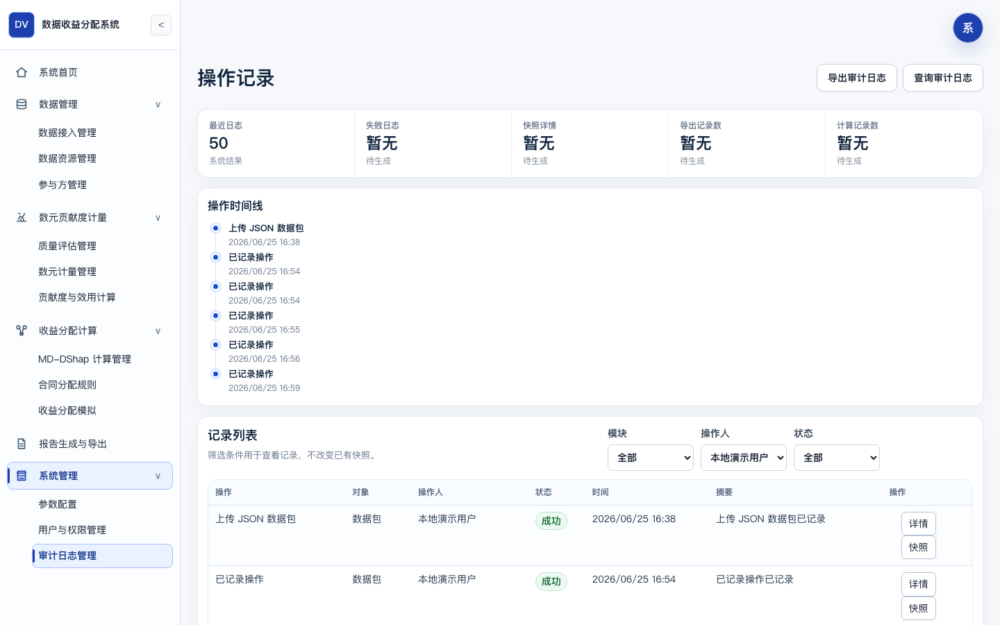 DV 数据收益分配系统 <
系
系统首页
数据管理 v
数据接入管理
数据资源管理
参与方管理
数元贡献度计量 v
质量评估管理
数元计量管理
贡献度与效用计算
收益分配计算 v
MD-DShap 计算管理
合同分配规则
收益分配模拟
报告生成与导出
系统管理 v
参数配置
用户与权限管理
审计日志管理
操作记录
导出审计日志 查询审计日志
最近日志
50
系统结果
失败日志
暂无
待生成
快照详情
暂无
待生成
导出记录数
暂无
待生成
计算记录数
暂无
待生成
操作时间线
上传 JSON 数据包
2026/06/25 16:38
已记录操作
2026/06/25 16:54
已记录操作
2026/06/25 16:54
已记录操作
2026/06/25 16:55
已记录操作
2026/06/25 16:56
已记录操作
2026/06/25 16:59
记录列表
筛选条件用于查看记录，不改变已有快照。
模块 操作人 状态
全部 本地演示用户 全部
操作 对象 操作人 状态 时间 摘要 操作
上传 JSON 数据包 数据包 本地演示用户 成功 2026/06/25 16:38 上传 JSON 数据包已记录 详情
快照
已记录操作 数据包 本地演示用户 成功 2026/06/25 16:54 已记录操作已记录 详情
快照